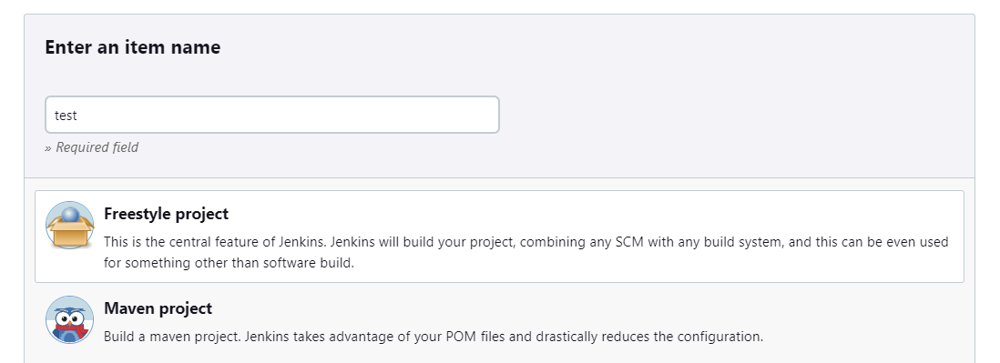 Enter an item name
test
» Required field
Freestyle project
This is the central feature of Jenkins. Jenkins will build your project, combining any SCM with any build system, and this can be even used
for something other than software build.
Maven project
Build a maven project. Jenkins takes advantage of your POM files and drastically reduces the configuration.